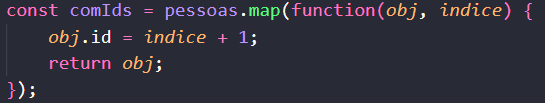 const comIds = pessoas.map(function(obj, indice) {
    obj.id = indice + 1;
    return obj;
});